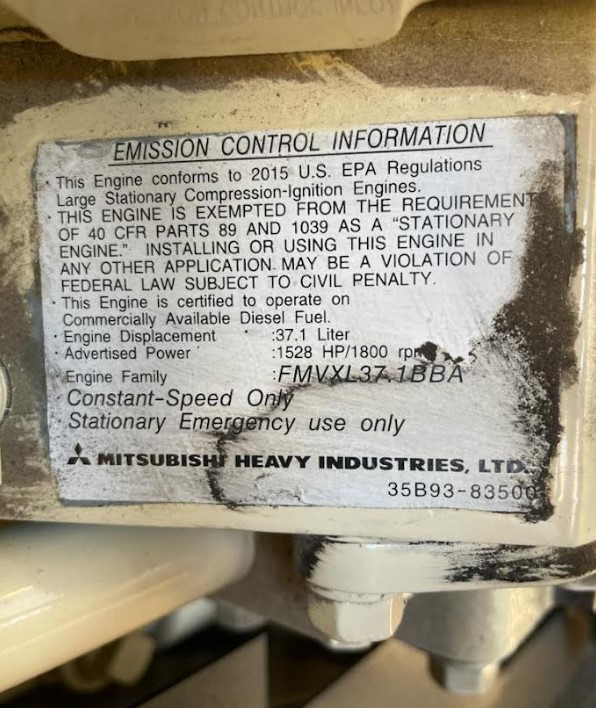 EMISSION CONTROL INFORMATION
· This Engine conforms to 2015 U.S. EPA Regulations
Large Stationary Compression-Ignition Engines.
· THIS ENGINE IS EXEMPTED FROM THE REQUIREMENT
OF 40 CFR PARTS 89 AND 1039 AS A "STATIONARY
ENGINE." INSTALLING OR USING THIS ENGINE IN
ANY OTHER APPLICATION MAY BE A VIOLATION OF
FEDERAL LAW SUBJECT TO CIVIL PENALTY.
· This Engine is certified to operate on
Commercially Available Diesel Fuel.
· Engine Displacement :37.1 Liter
· Advertised Power :1528 HP/1800 rpm
· Engine Family :FMVXL37.1BBA
· Constant-Speed Only
· Stationary Emergency use only
MITSUBISHI HEAVY INDUSTRIES, LTD.
35B93-83500